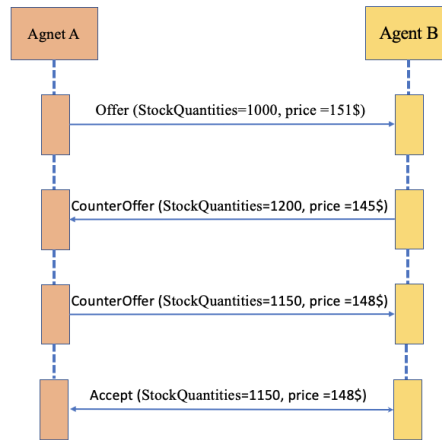 Agnet A
Agent B
Offer (StockQuantities=1000, price =151$)
CounterOffer (StockQuantities=1200, price =145$)
CounterOffer (StockQuantities=1150, price =148$)
Accept (StockQuantities=1150, price =148$)